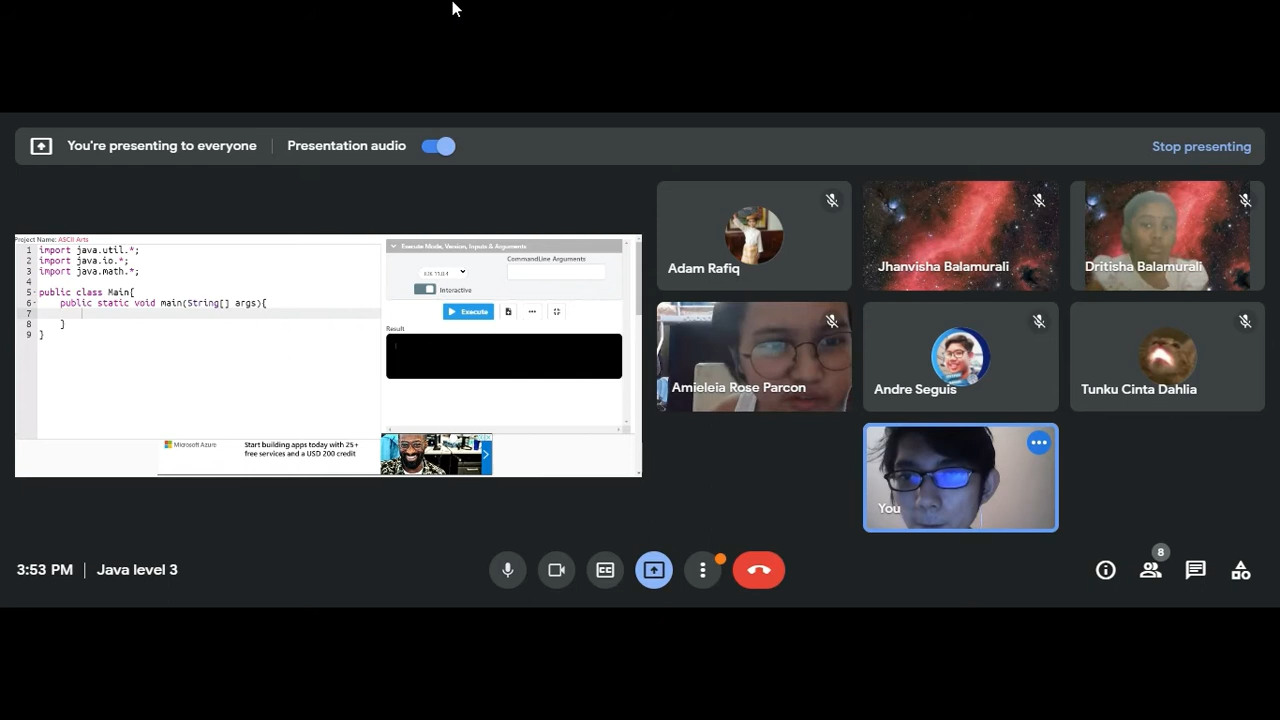 You're presenting to everyone
Presentation audio
Stop presenting
Project Name: ASCII Arts
1 import java.util.*;
2 import java.io.*;
3 import java.math.*;
4
5 public class Main{
6 public static void main(String[] args){
7
8 }
9 }
Execute Mode, Version, Inputs & Arguments
CommandLine Arguments
Interactive
Execute
Result
Microsoft Azure
Start building apps today with 25+
free services and a USD 200 credit
Adam Rafiq
Jhanvisha Balamurali
Dritisha Balamurali
Amieleia Rose Parcon
Andre Seguis
Tunku Cinta Dahlia
You
3:53 PM
Java level 3
CC
8